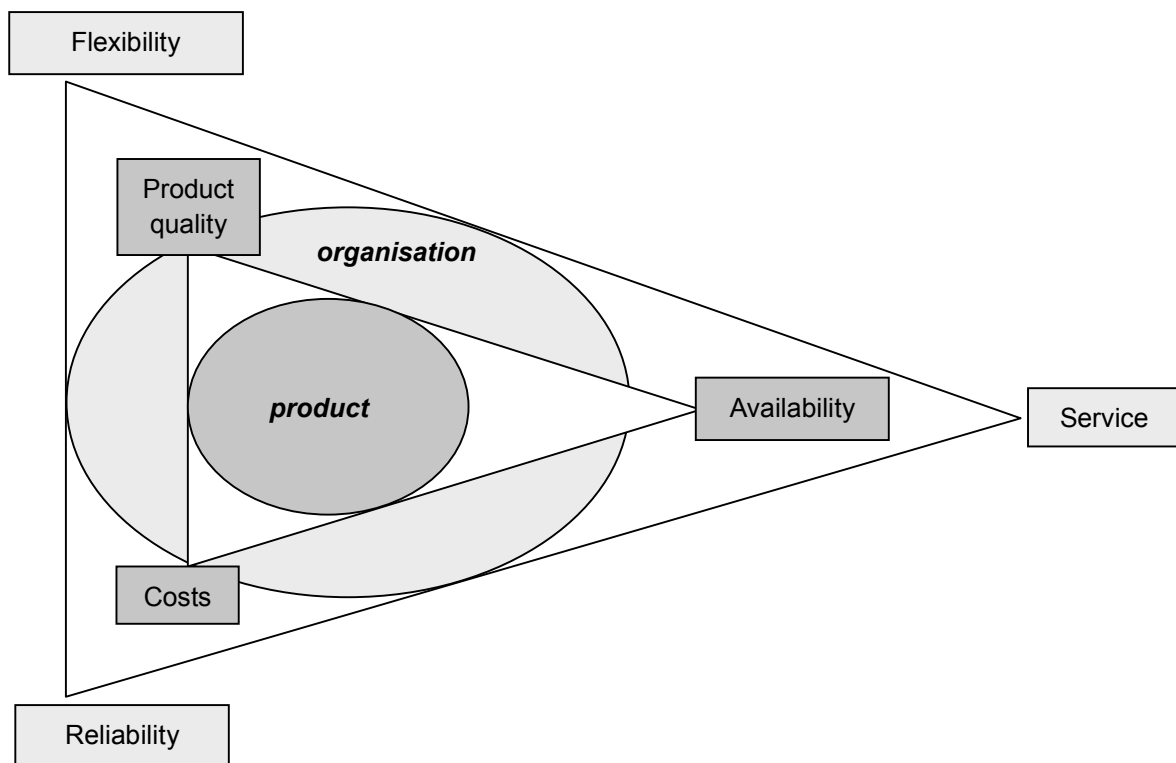 Flexibility
Product
quality
organisation
product
Availability
Service
Costs
Reliability